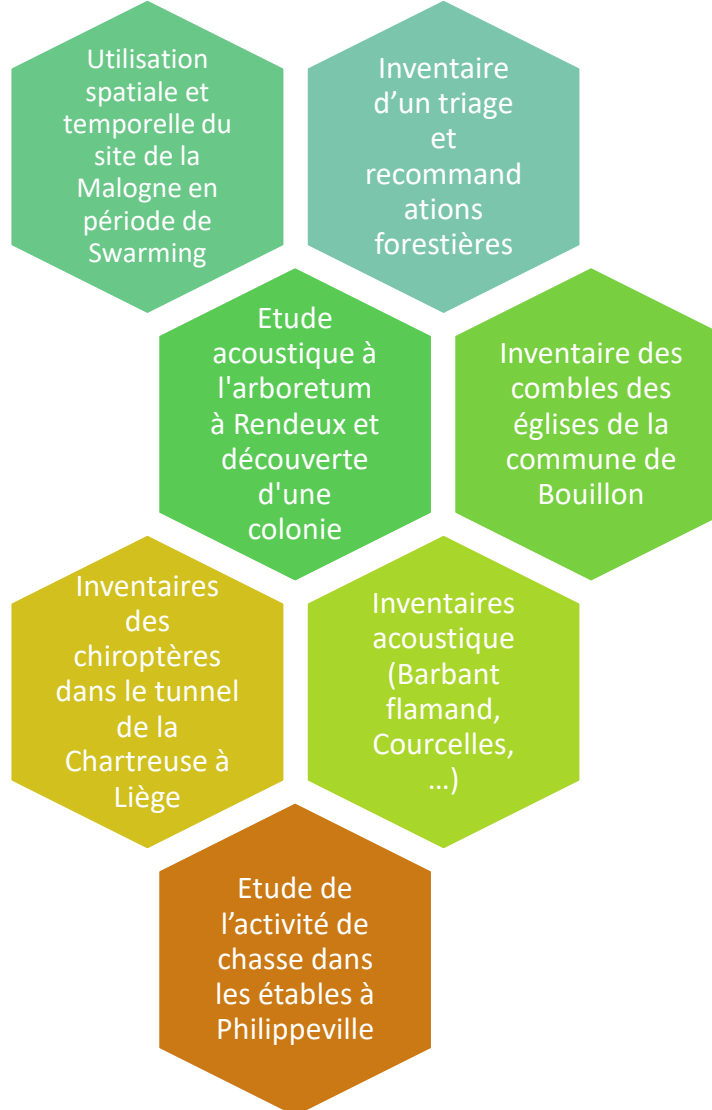 Utilisation
spatiale et
temporelle du
site de la
Malogne en
période de
Swarming
Inventaire
d’un triage
et
recommand
ations
forestières
Etude
acoustique à
l'arboretum
à Rendeux et
découverte
d'une
colonie
Inventaire des
combles des
églises de la
commune de
Bouillon
Inventaires
des
chiroptères
dans le tunnel
de la
Chartreuse à
Liège
Inventaires
acoustique
(Barbant
flamand,
Courcelles,
…)
Etude de
l’activité de
chasse dans
les étables à
Philippeville